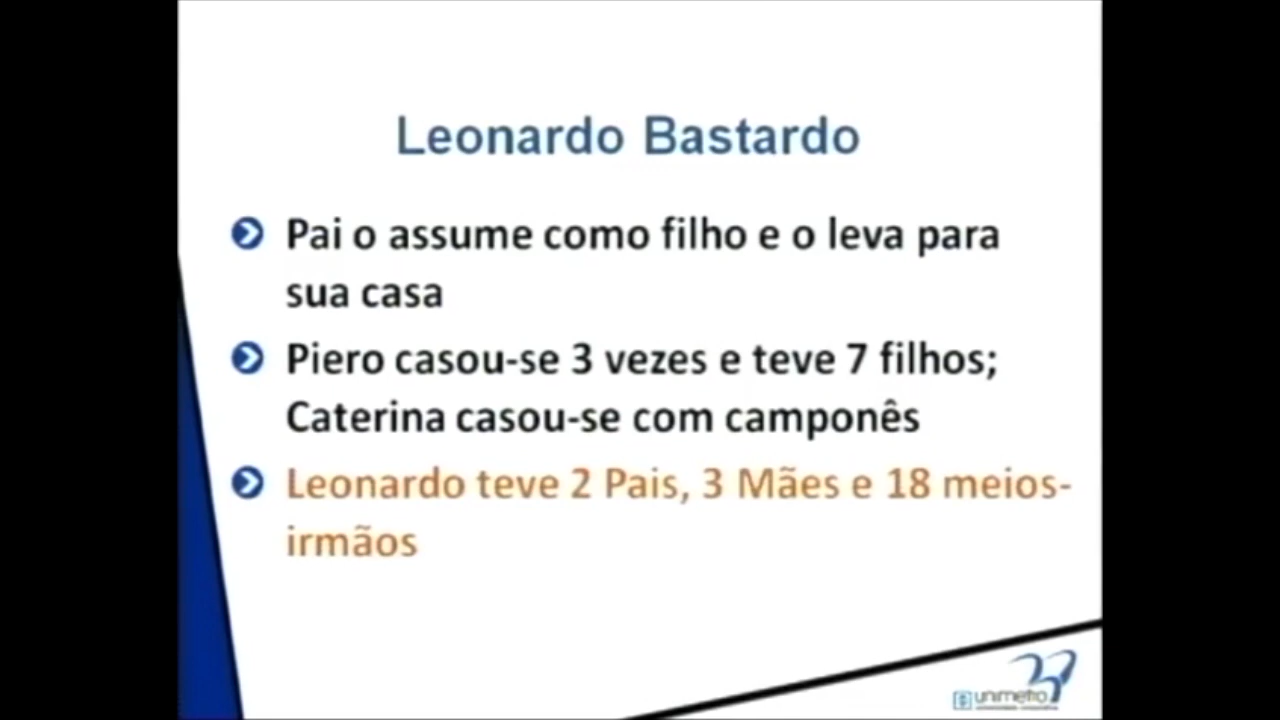 Leonardo Bastardo
Pai o assume como filho e o leva para
sua casa
Piero casou-se 3 vezes e teve 7 filhos;
Caterina casou-se com camponês
Leonardo teve 2 Pais, 3 Mães e 18 meios-
irmãos
unimetro